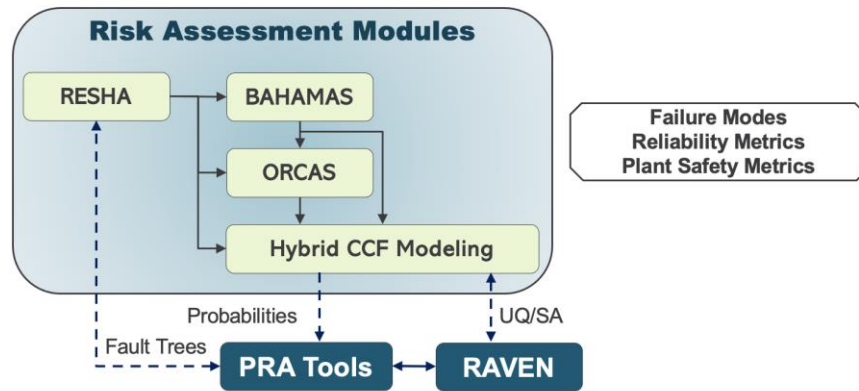 Risk Assessment Modules
RESHA
BAHAMAS
ORCAS
Hybrid CCF Modeling
Failure Modes
Reliability Metrics
Plant Safety Metrics
Probabilities
UQ/SA
Fault Trees
PRA Tools
RAVEN